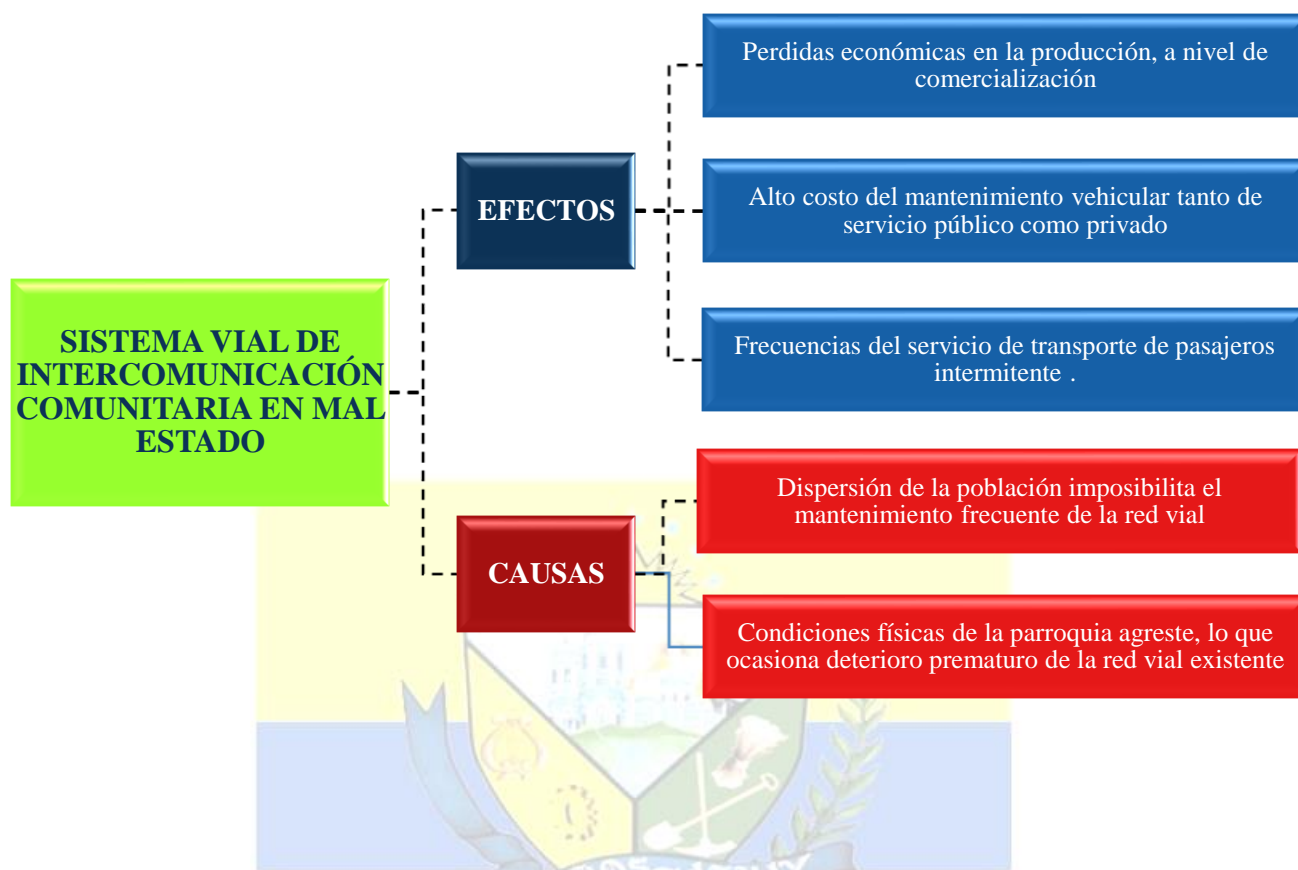 Perdidas económicas en la producción, a nivel de
comercialización
EFECTOS
Alto costo del mantenimiento vehicular tanto de
servicio público como privado
SISTEMA VIAL DE
INTERCOMUNICACIÓN
COMUNITARIA EN MAL
ESTADO
Frecuencias del servicio de transporte de pasajeros
intermitente .
CAUSAS
Dispersión de la población imposibilita el
mantenimiento frecuente de la red vial
Condiciones físicas de la parroquia agreste, lo que
ocasiona deterioro prematuro de la red vial existente